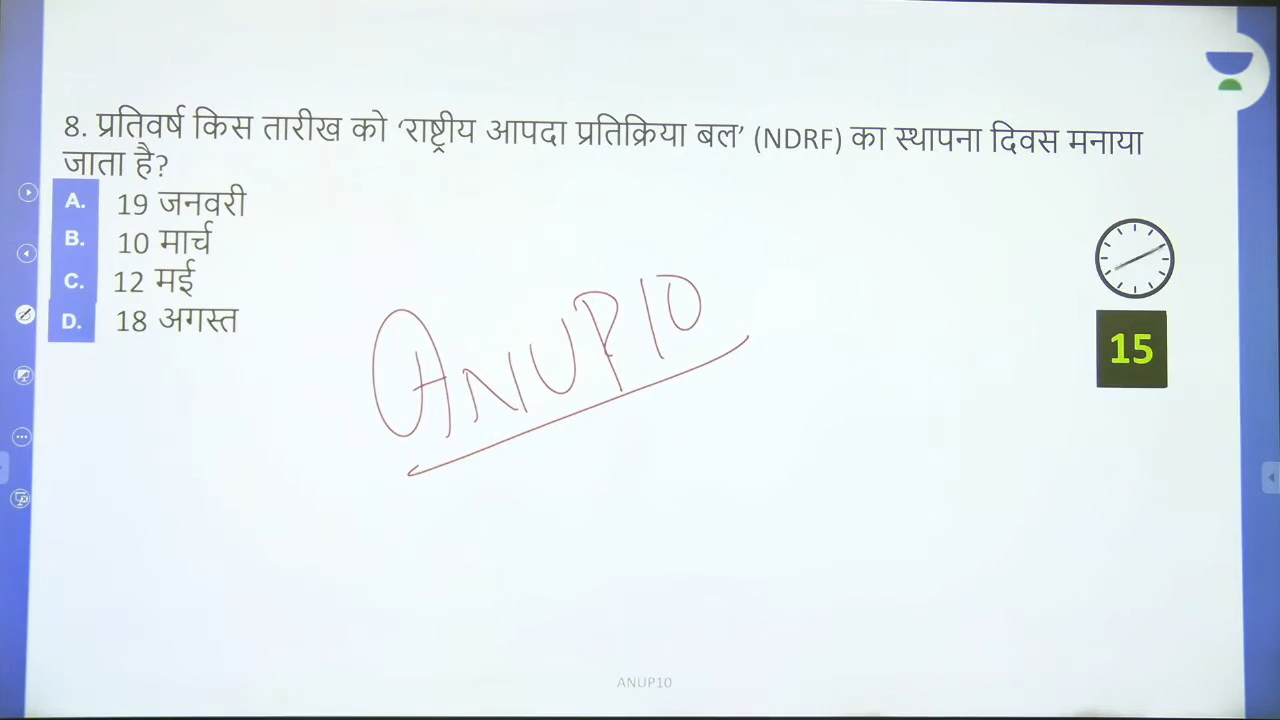 8. प्रतिवर्ष किस तारीख को ‘राष्ट्रीय आपदा प्रतिक्रिया बल’ (NDRF) का स्थापना दिवस मनाया
जाता है?
A. 19 जनवरी
B. 10 मार्च
C. 12 मई
D. 18 अगस्त
ANUP10
15
ANUP10